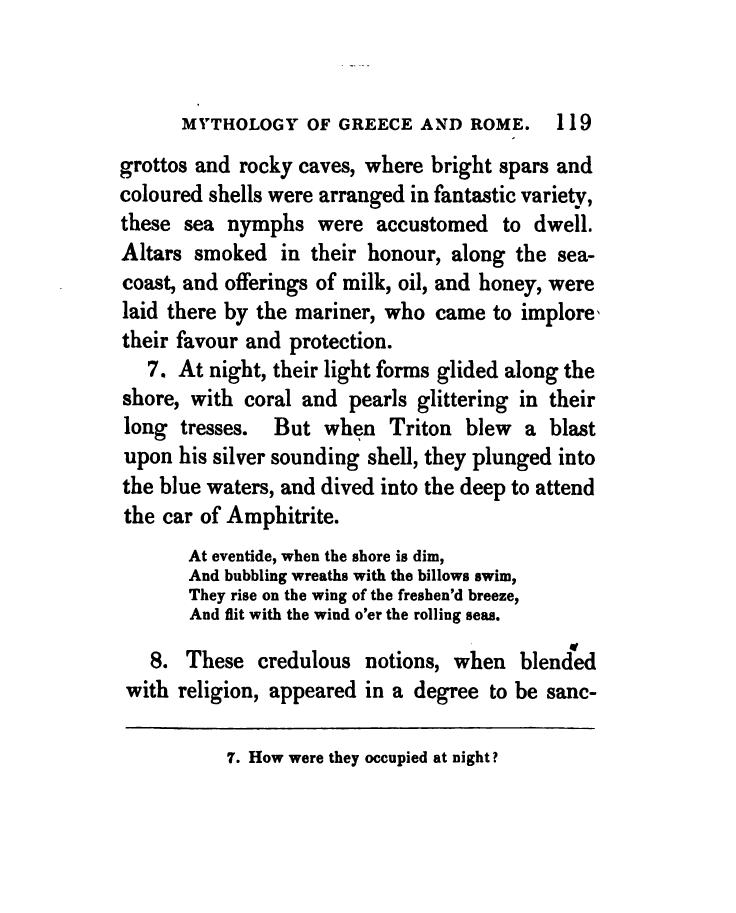 MYTHOLOGY OF GREECE AND ROME. 119
grottos and rocky caves, where bright spars and
coloured shells were arranged in fantastic variety,
these sea nymphs were accustomed to dwell.
Altars smoked in their honour, along the sea-
coast, and offerings of milk, oil, and honey, were
laid there by the mariner, who came to implore
their favour and protection.
7. At night, their light forms glided along the
shore, with coral and pearls glittering in their
long tresses. But when Triton blew a blast
upon his silver sounding shell, they plunged into
the blue waters, and dived into the deep to attend
the car of Amphitrite.
At eventide, when the shore is dim,
And bubbling wreaths with the billows swim,
They rise on the wing of the freshen'd breeze,
And flit with the wind o'er the rolling seas.
8. These credulous notions, when blended
with religion, appeared in a degree to be sanc-
7. How were they occupied at night?